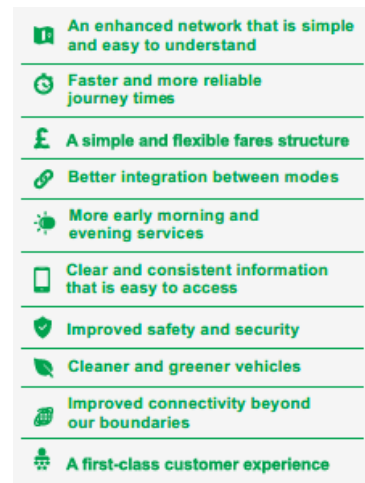 An enhanced network that is simple
and easy to understand
Faster and more reliable
journey times
£ A simple and flexible fares structure
Better integration between modes
More early morning and
evening services
Clear and consistent information
that is easy to access
Improved safety and security
Cleaner and greener vehicles
Improved connectivity beyond
our boundaries
A first-class customer experience